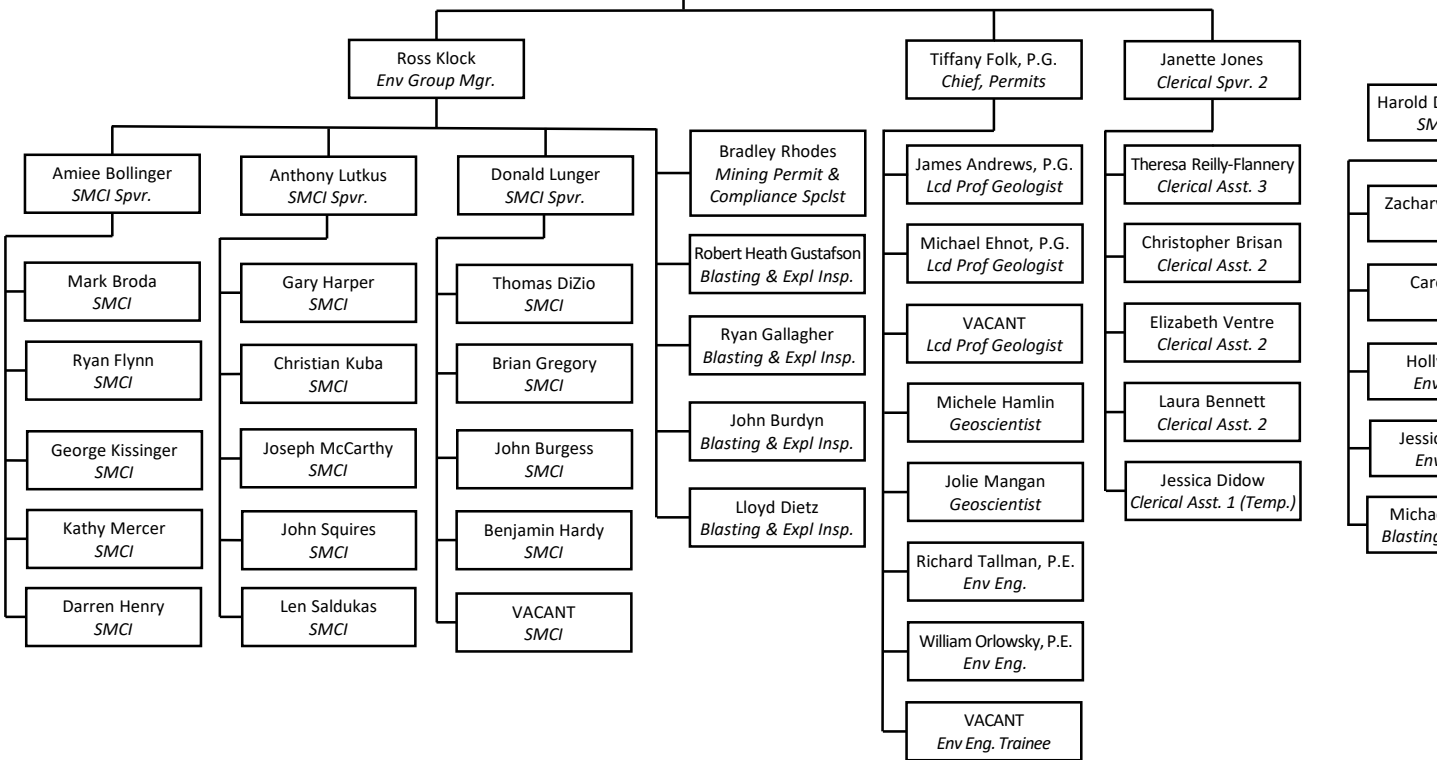 Ross Klock
Env Group Mgr.
Tiffany Folk, P.G.
Chief, Permits
Janette Jones
Clerical Spvr. 2
Amiee Bollinger
SMCI Spvr.
Mark Broda
SMCI
Ryan Flynn
SMCI
George Kissinger
SMCI
Kathy Mercer
SMCI
Darren Henry
SMCI
Anthony Lutkus
SMCI Spvr.
Gary Harper
SMCI
Christian Kuba
SMCI
Joseph McCarthy
SMCI
John Squires
SMCI
Len Saldukas
SMCI
Donald Lunger
SMCI Spvr.
Thomas DiZio
SMCI
Brian Gregory
SMCI
John Burgess
SMCI
Benjamin Hardy
SMCI
VACANT
SMCI
Bradley Rhodes
Mining Permit &
Compliance Spclst
Robert Heath Gustafson
Blasting & Expl Insp.
Ryan Gallagher
Blasting & Expl Insp.
John Burdyn
Blasting & Expl Insp.
Lloyd Dietz
Blasting & Expl Insp.
James Andrews, P.G.
Lcd Prof Geologist
Michael Ehnot, P.G.
Lcd Prof Geologist
VACANT
Lcd Prof Geologist
Michele Hamlin
Geoscientist
Jolie Mangan
Geoscientist
Richard Tallman, P.E.
Env Eng.
William Orlowsky, P.E.
Env Eng.
VACANT
Env Eng. Trainee
Theresa Reilly-Flannery
Clerical Asst. 3
Christopher Brisan
Clerical Asst. 2
Elizabeth Ventre
Clerical Asst. 2
Laura Bennett
Clerical Asst. 2
Jessica Didow
Clerical Asst. 1 (Temp.)
Harold
Env
Env
Blasting